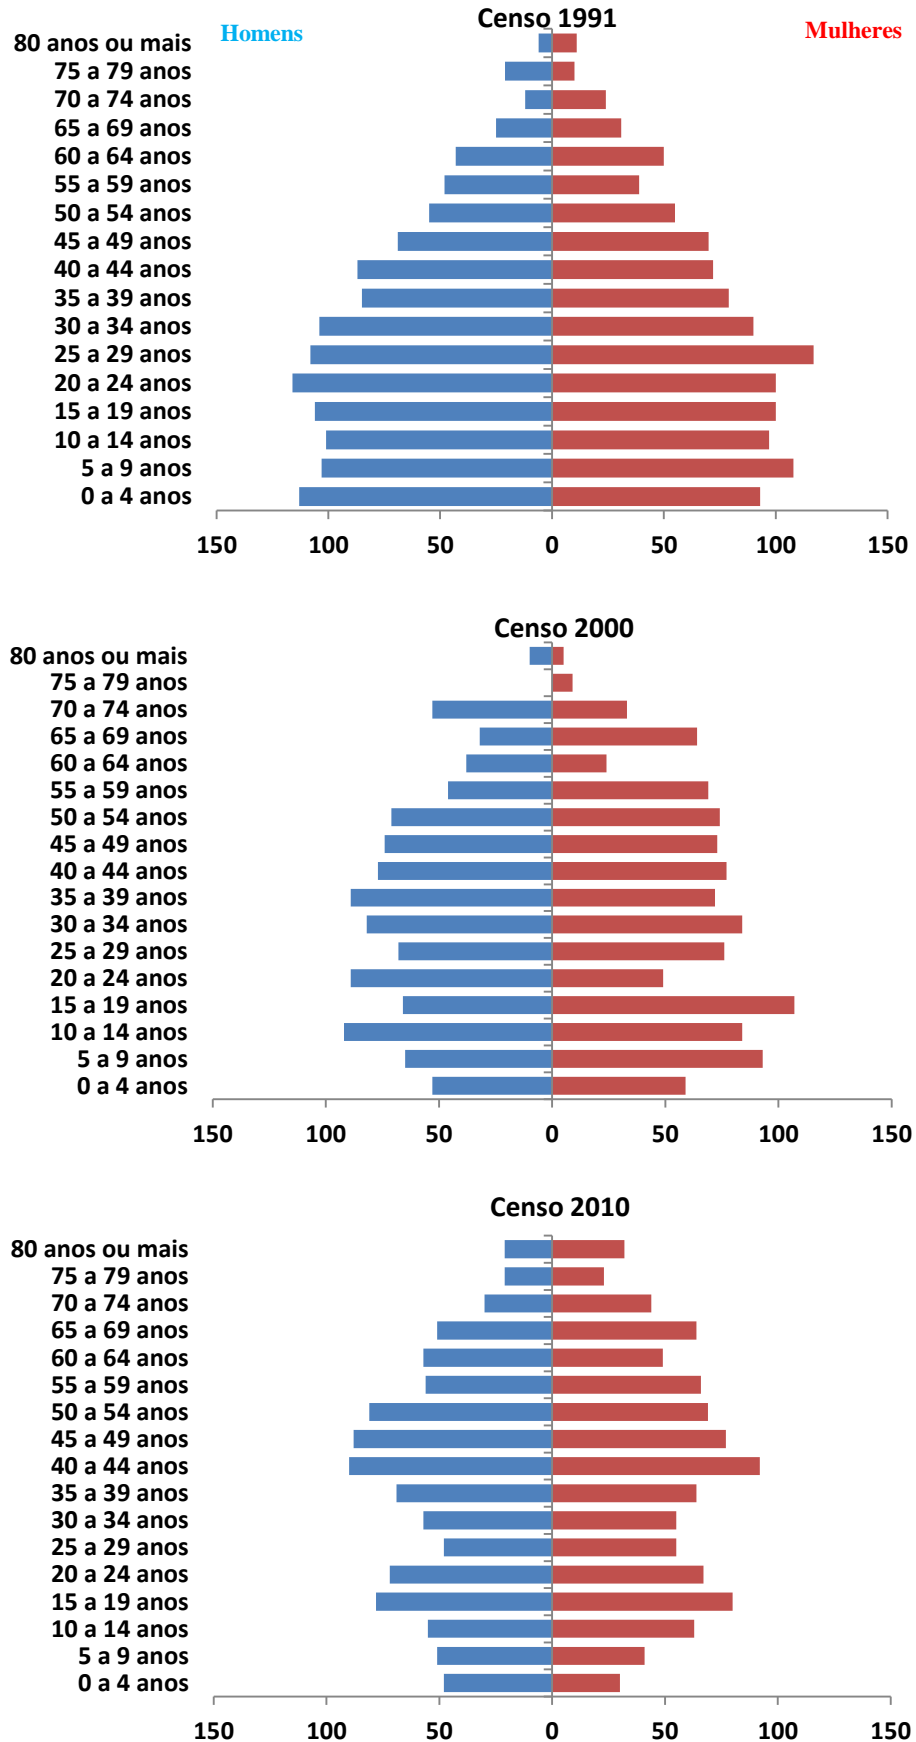 Censo 1991
Homens
Mulheres
80 anos ou mais
75 a 79 anos
70 a 74 anos
65 a 69 anos
60 a 64 anos
55 a 59 anos
50 a 54 anos
45 a 49 anos
40 a 44 anos
35 a 39 anos
30 a 34 anos
25 a 29 anos
20 a 24 anos
15 a 19 anos
10 a 14 anos
5 a 9 anos
0 a 4 anos
150 100 50 0 50 100 150
Censo 2000
80 anos ou mais
75 a 79 anos
70 a 74 anos
65 a 69 anos
60 a 64 anos
55 a 59 anos
50 a 54 anos
45 a 49 anos
40 a 44 anos
35 a 39 anos
30 a 34 anos
25 a 29 anos
20 a 24 anos
15 a 19 anos
10 a 14 anos
5 a 9 anos
0 a 4 anos
150 100 50 0 50 100 150
Censo 2010
80 anos ou mais
75 a 79 anos
70 a 74 anos
65 a 69 anos
60 a 64 anos
55 a 59 anos
50 a 54 anos
45 a 49 anos
40 a 44 anos
35 a 39 anos
30 a 34 anos
25 a 29 anos
20 a 24 anos
15 a 19 anos
10 a 14 anos
5 a 9 anos
0 a 4 anos
150 100 50 0 50 100 150